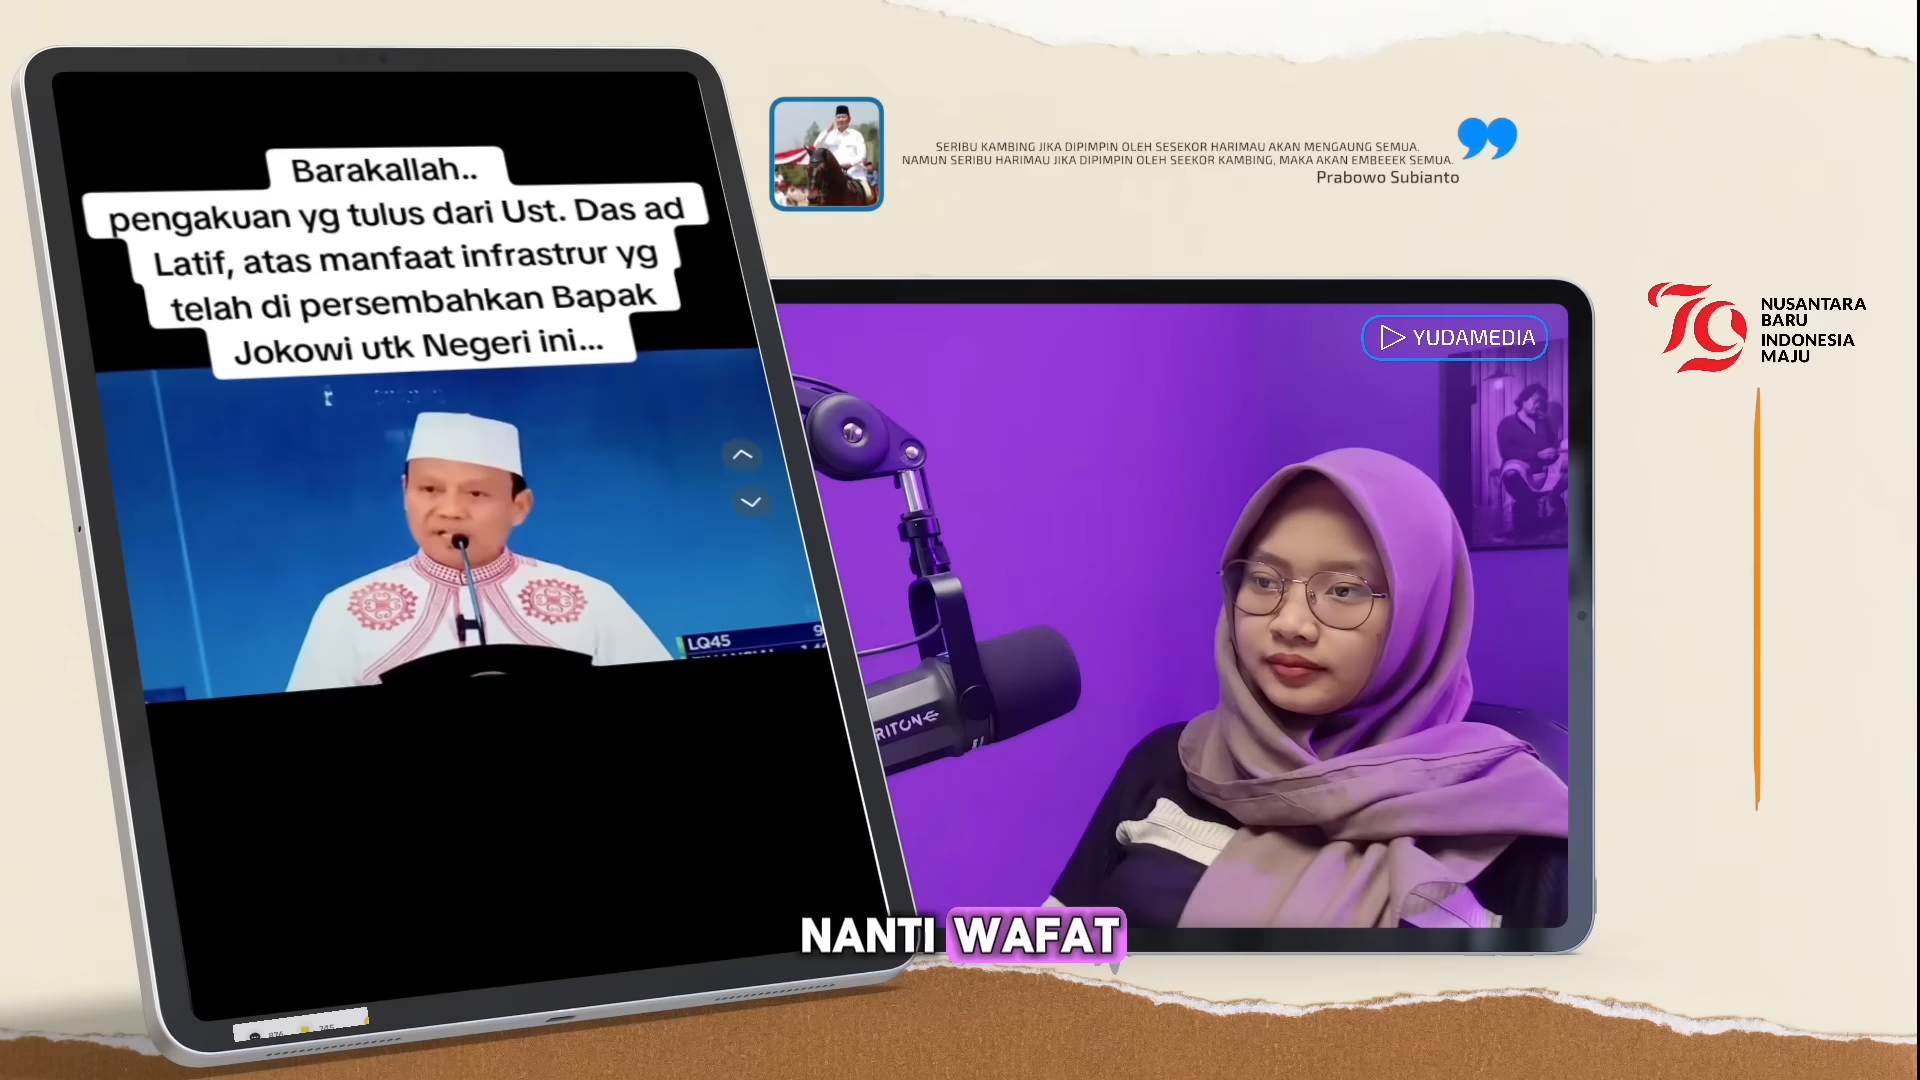 Barakallah..
pengakuan yg tulus dari Ust. Das ad
Latif, atas manfaat infrastrur yg
telah di persembahkan Bapak
Jokowi utk Negeri ini...
LQ45
SERIBU KAMBING JIKA DIPIMPIN OLEH SESEKOR HARIMAU AKAN MENGAUNG SEMUA.
NAMUN SERIBU HARIMAU JIKA DIPIMPIN OLEH SEEKOR KAMBING, MAKA AKAN EMBEEEK SEMUA.
Prabowo Subianto
YUDAMEDIA
79
NUSANTARA
BARU
INDONESIA
MAJU
NANTI WAFAT